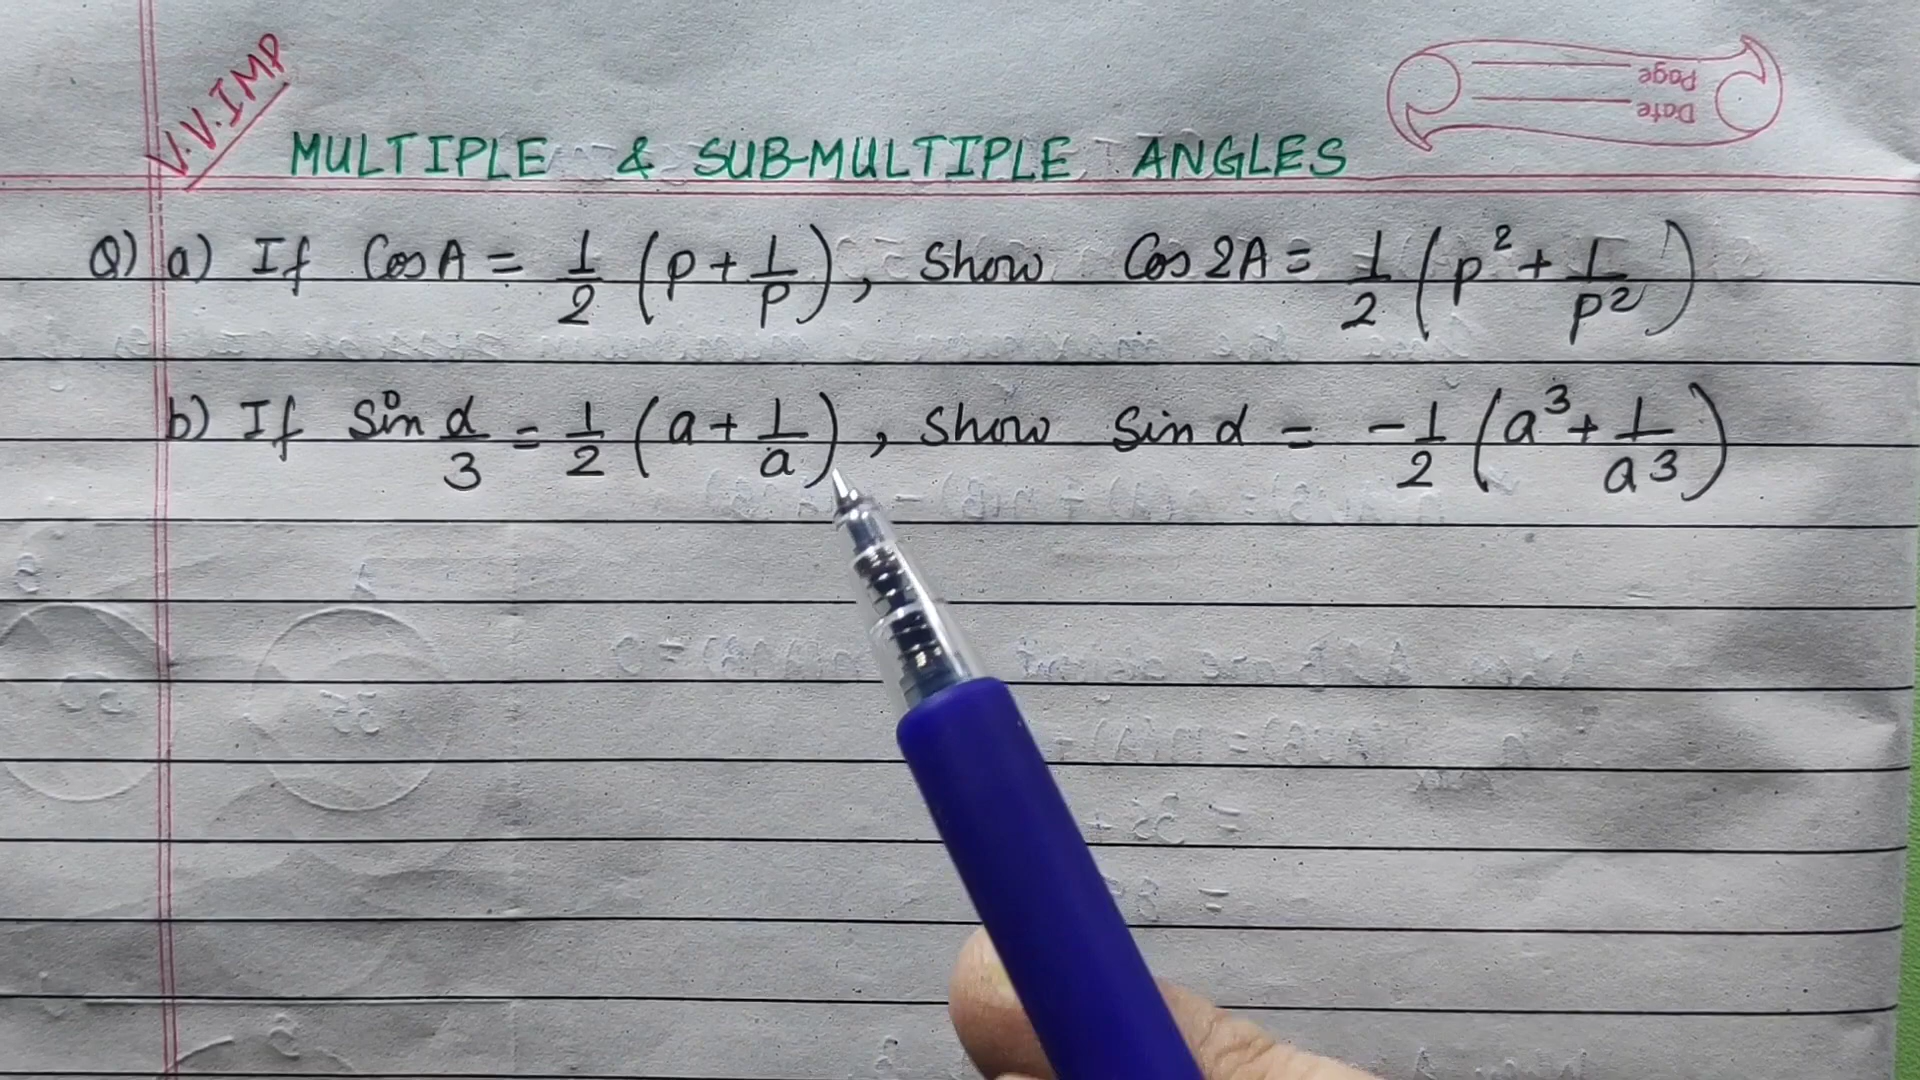 V.V.IMP
Page
Date
MULTIPLE & SUB-MULTIPLE ANGLES
Q) a) If Cos A = 1/2 (p + 1/p), Show Cos 2A = 1/2 (p² + 1/p²)
b) If Sin α/3 = 1/2 (a + 1/a), Show Sin α = -1/2 (a³ + 1/a³)